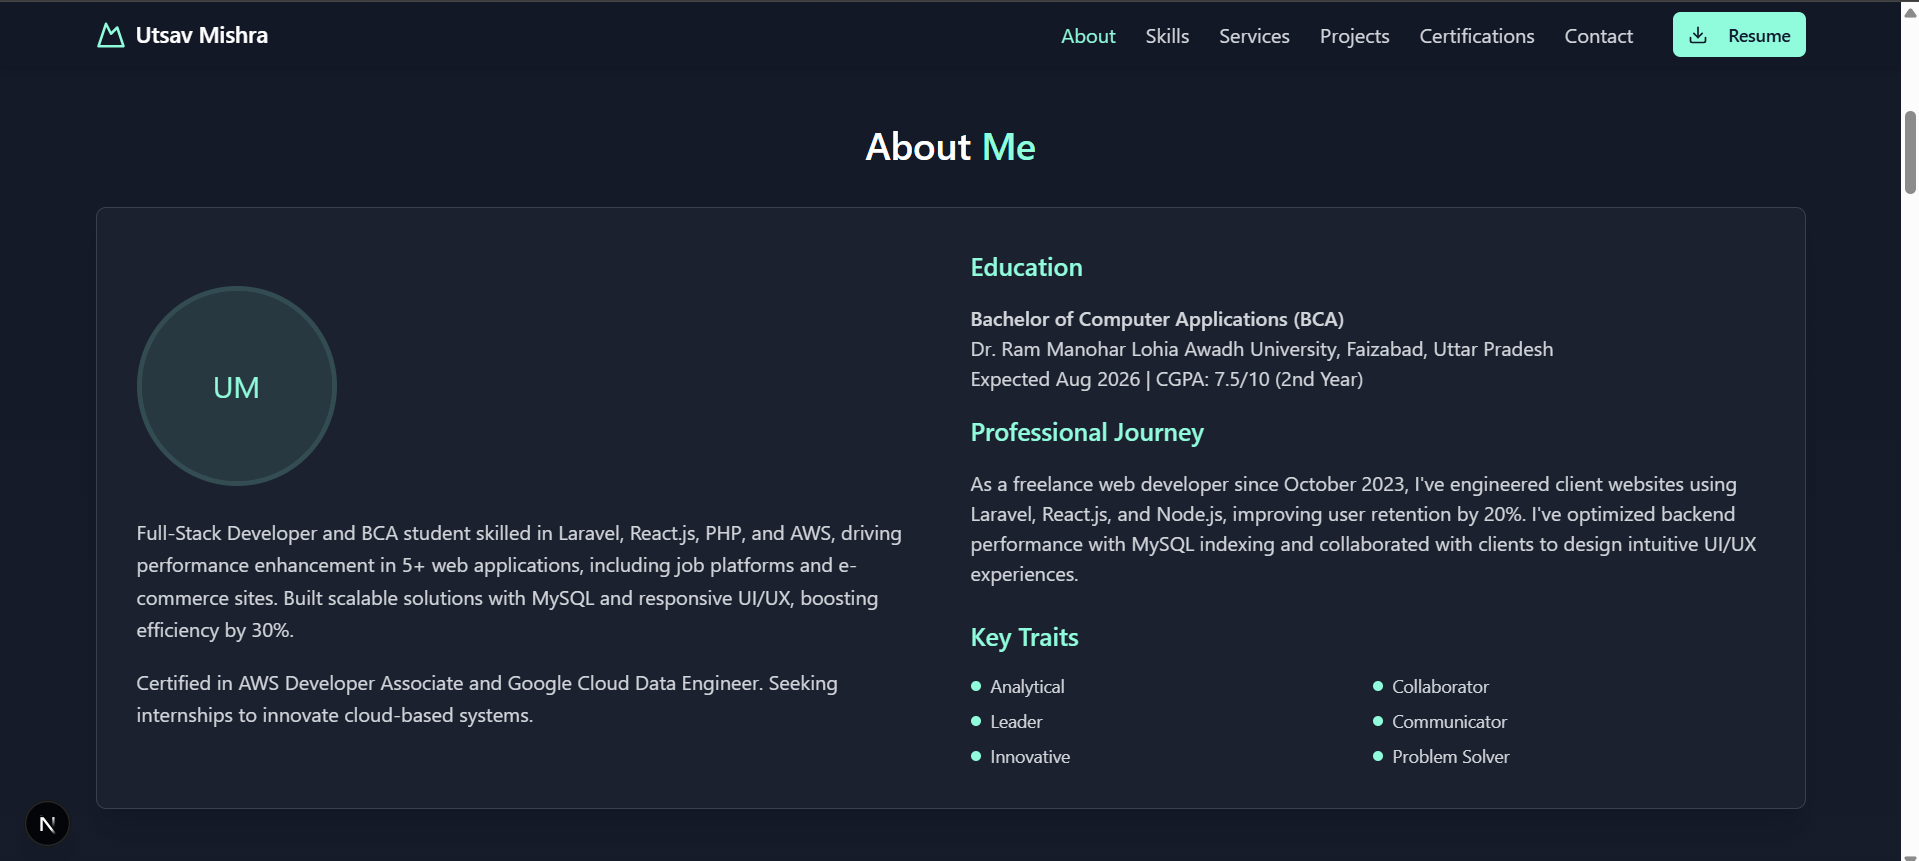 Utsav Mishra
About
Skills
Services
Projects
Certifications
Contact
Resume
About Me
UM
Full-Stack Developer and BCA student skilled in Laravel, React.js, PHP, and AWS, driving
performance enhancement in 5+ web applications, including job platforms and e-
commerce sites. Built scalable solutions with MySQL and responsive UI/UX, boosting
efficiency by 30%.
Certified in AWS Developer Associate and Google Cloud Data Engineer. Seeking
internships to innovate cloud-based systems.
Education
Bachelor of Computer Applications (BCA)
Dr. Ram Manohar Lohia Awadh University, Faizabad, Uttar Pradesh
Expected Aug 2026 | CGPA: 7.5/10 (2nd Year)
Professional Journey
As a freelance web developer since October 2023, I've engineered client websites using
Laravel, React.js, and Node.js, improving user retention by 20%. I've optimized backend
performance with MySQL indexing and collaborated with clients to design intuitive UI/UX
experiences.
Key Traits
Analytical
Collaborator
Leader
Communicator
Innovative
Problem Solver
N